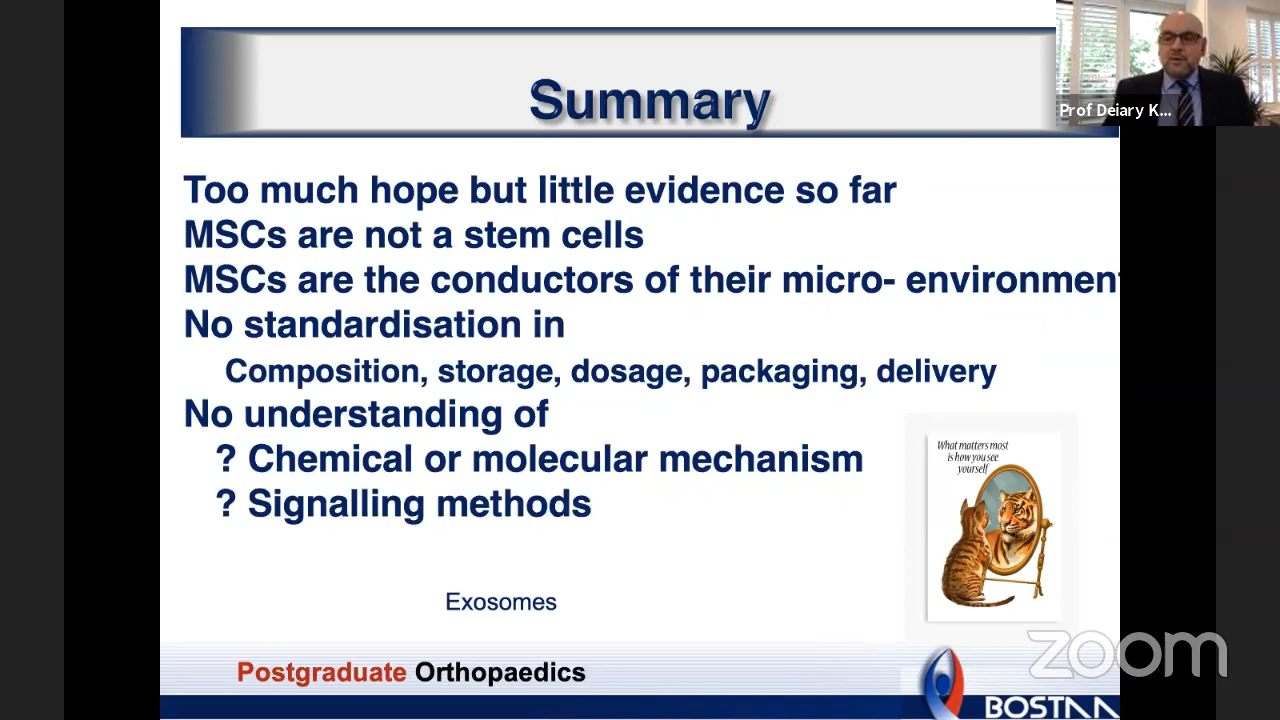 Summary
Prof Deiary K...
Too much hope but little evidence so far
MSCs are not a stem cells
MSCs are the conductors of their micro- environment
No standardisation in
Composition, storage, dosage, packaging, delivery
No understanding of
? Chemical or molecular mechanism
? Signalling methods
What matters most
is how you see
yourself
Exosomes
zoom
Postgraduate Orthopaedics
BOSTAA